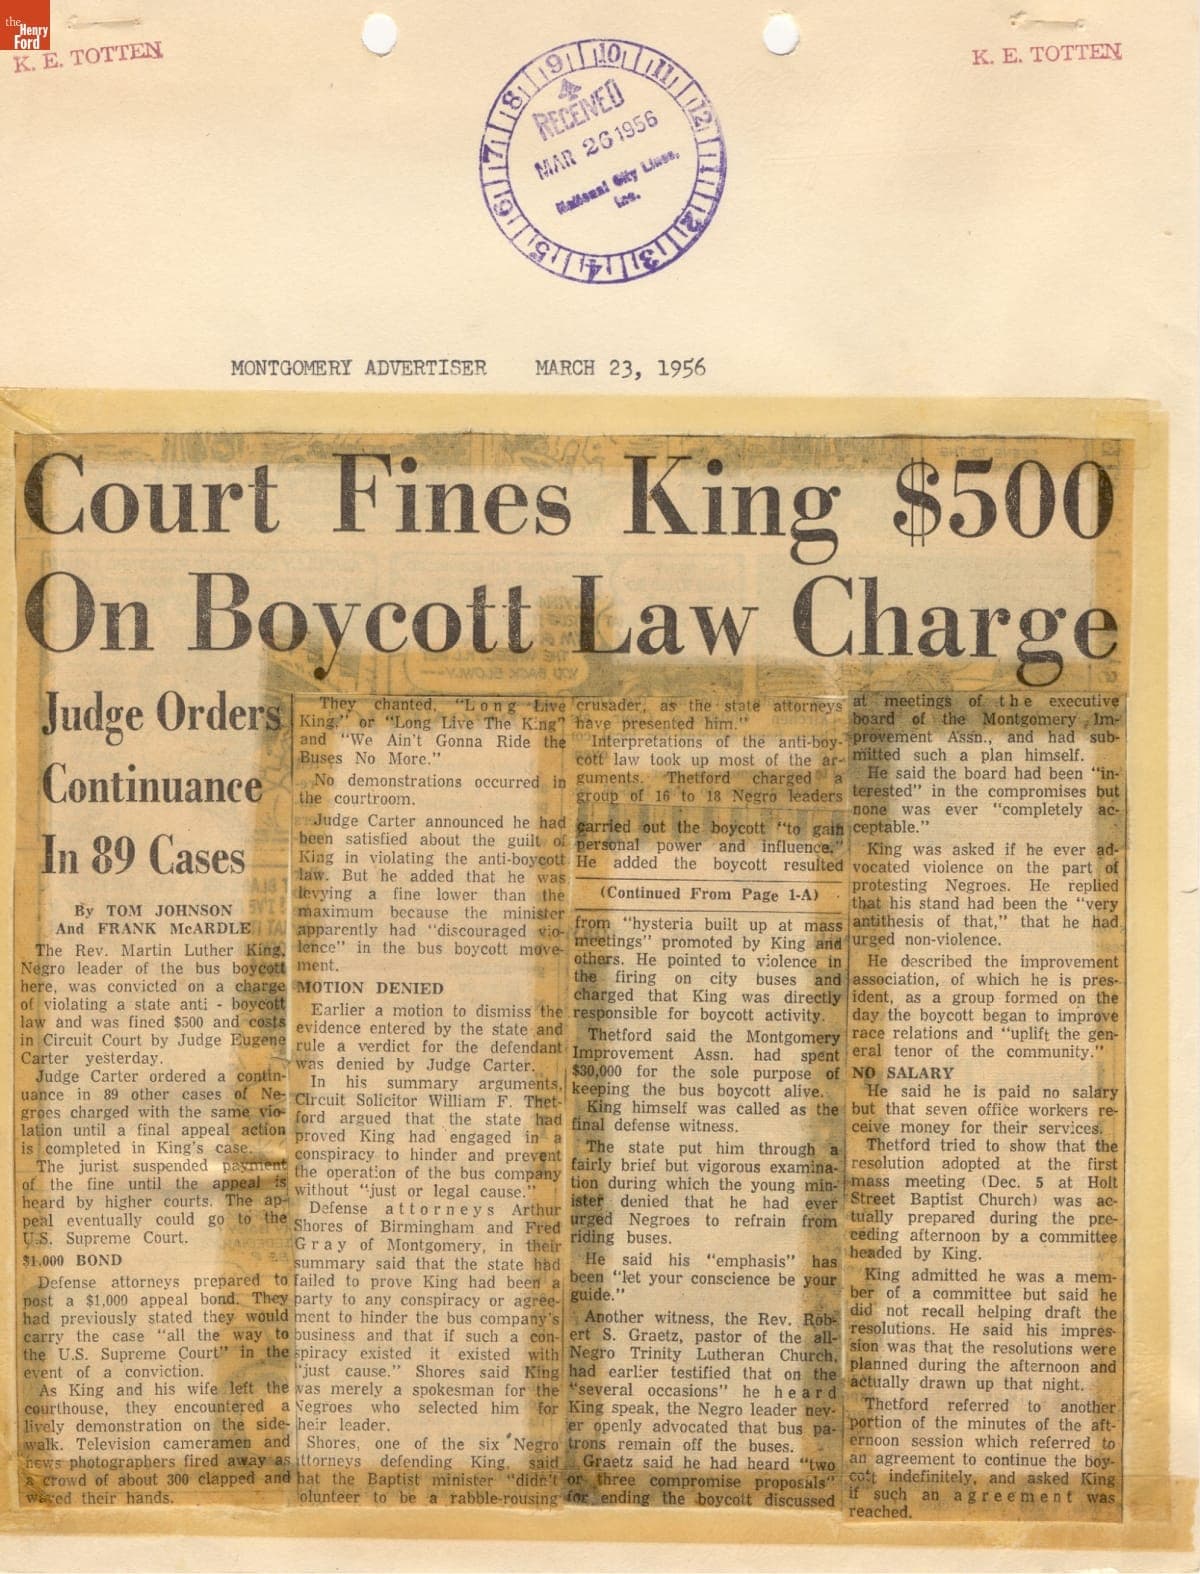 the
Henry
Ford
K. E. TOTTEN
K. E. TOTTEN
7 8 9 10 11 12 1 2 3 4 5 6
RECEIVED
MAR 26 1956
National City Lines,
Inc.
MONTGOMERY ADVERTISER MARCH 23, 1956
Court Fines King $500
On Boycott Law Charge
Judge Orders
Continuance
In 89 Cases
By TOM JOHNSON
And FRANK McARDLE
The Rev. Martin Luther King,
Negro leader of the bus boycott
here, was convicted on a charge
of violating a state anti - boycott
law and was fined $500 and costs
in Circuit Court by Judge Eugene
Carter yesterday.
Judge Carter ordered a contin-
uance in 89 other cases of Ne-
groes charged with the same vio-
lation until a final appeal action
is completed in King's case.
The jurist suspended payment
of the fine until the appeal is
heard by higher courts. The ap-
peal eventually could go to the
U.S. Supreme Court.
$1,000 BOND
Defense attorneys prepared to
post a $1,000 appeal bond. They
had previously stated they would
carry the case "all the way to
the U.S. Supreme Court" in the
event of a conviction.
As King and his wife left the
courthouse, they encountered a
lively demonstration on the side-
walk. Television cameramen and
news photographers fired away as
a crowd of about 300 clapped and
waved their hands.
They chanted, "Long Live
King," or "Long Live The King"
and "We Ain't Gonna Ride the
Buses No More."
No demonstrations occurred in
the courtroom.
Judge Carter announced he had
been satisfied about the guilt of
King in violating the anti-boycott
law. But he added that he was
levying a fine lower than the
maximum because the minister
apparently had "discouraged vio-
lence" in the bus boycott move-
ment.
MOTION DENIED
Earlier a motion to dismiss the
evidence entered by the state and
rule a verdict for the defendant
was denied by Judge Carter.
In his summary arguments,
Circuit Solicitor William F. Thet-
ford argued that the state had
proved King had engaged in a
conspiracy to hinder and prevent
the operation of the bus company
without "just or legal cause."
Defense attorneys Arthur
Shores of Birmingham and Fred
Gray of Montgomery, in their
summary said that the state had
failed to prove King had been a
party to any conspiracy or agree-
ment to hinder the bus company's
business and that if such a con-
spiracy existed it existed with
"just cause." Shores said King
was merely a spokesman for the
Negroes who selected him for
heir leader.
Shores, one of the six Negro
ttorneys defending King, said
hat the Baptist minister "didn't
olunteer to be a rabble-rousing
crusader, as the state attorneys
have presented him."
Interpretations of the anti-boy-
cott law took up most of the ar-
guments. Thetford charged a
group of 16 to 18 Negro leaders
carried out the boycott "to gain
personal power and influence."
He added the boycott resulted
(Continued From Page 1-A)
from "hysteria built up at mass
meetings" promoted by King and
others. He pointed to violence in
the firing on city buses and
charged that King was directly
responsible for boycott activity.
Thetford said the Montgomery
Improvement Assn. had spent
$30,000 for the sole purpose of
keeping the bus boycott alive.
King himself was called as the
final defense witness.
The state put him through a
fairly brief but vigorous examina-
tion during which the young min-
ister denied that he had ever
urged Negroes to refrain from
riding buses.
He said his "emphasis" has
been "let your conscience be your
guide."
Another witness, the Rev. Rob-
ert S. Graetz, pastor of the all-
Negro Trinity Lutheran Church,
had earlier testified that on the
"several occasions" he heard
King speak, the Negro leader nev-
er openly advocated that bus pa-
trons remain off the buses.
Graetz said he had heard "two
or three compromise proposals"
for ending the boycott discussed
at meetings of the executive
board of the Montgomery Im-
provement Assn., and had sub-
mitted such a plan himself.
He said the board had been "in-
terested" in the compromises but
none was ever "completely ac-
ceptable."
King was asked if he ever ad-
vocated violence on the part of
protesting Negroes. He replied
that his stand had been the "very
antithesis of that," that he had
urged non-violence.
He described the improvement
association, of which he is pres-
ident, as a group formed on the
day the boycott began to improve
race relations and "uplift the gen-
eral tenor of the community."
NO SALARY
He said he is paid no salary
but that seven office workers re-
ceive money for their services.
Thetford tried to show that the
resolution adopted at the first
mass meeting (Dec. 5 at Holt
Street Baptist Church) was ac-
tually prepared during the pre-
ceding afternoon by a committee
headed by King.
King admitted he was a mem-
ber of a committee but said he
did not recall helping draft the
resolutions. He said his impres-
sion was that the resolutions were
planned during the afternoon and
actually drawn up that night.
Thetford referred to another
portion of the minutes of the aft-
ernoon session which referred to
an agreement to continue the boy-
cott indefinitely, and asked King
if such an agreement was
reached.